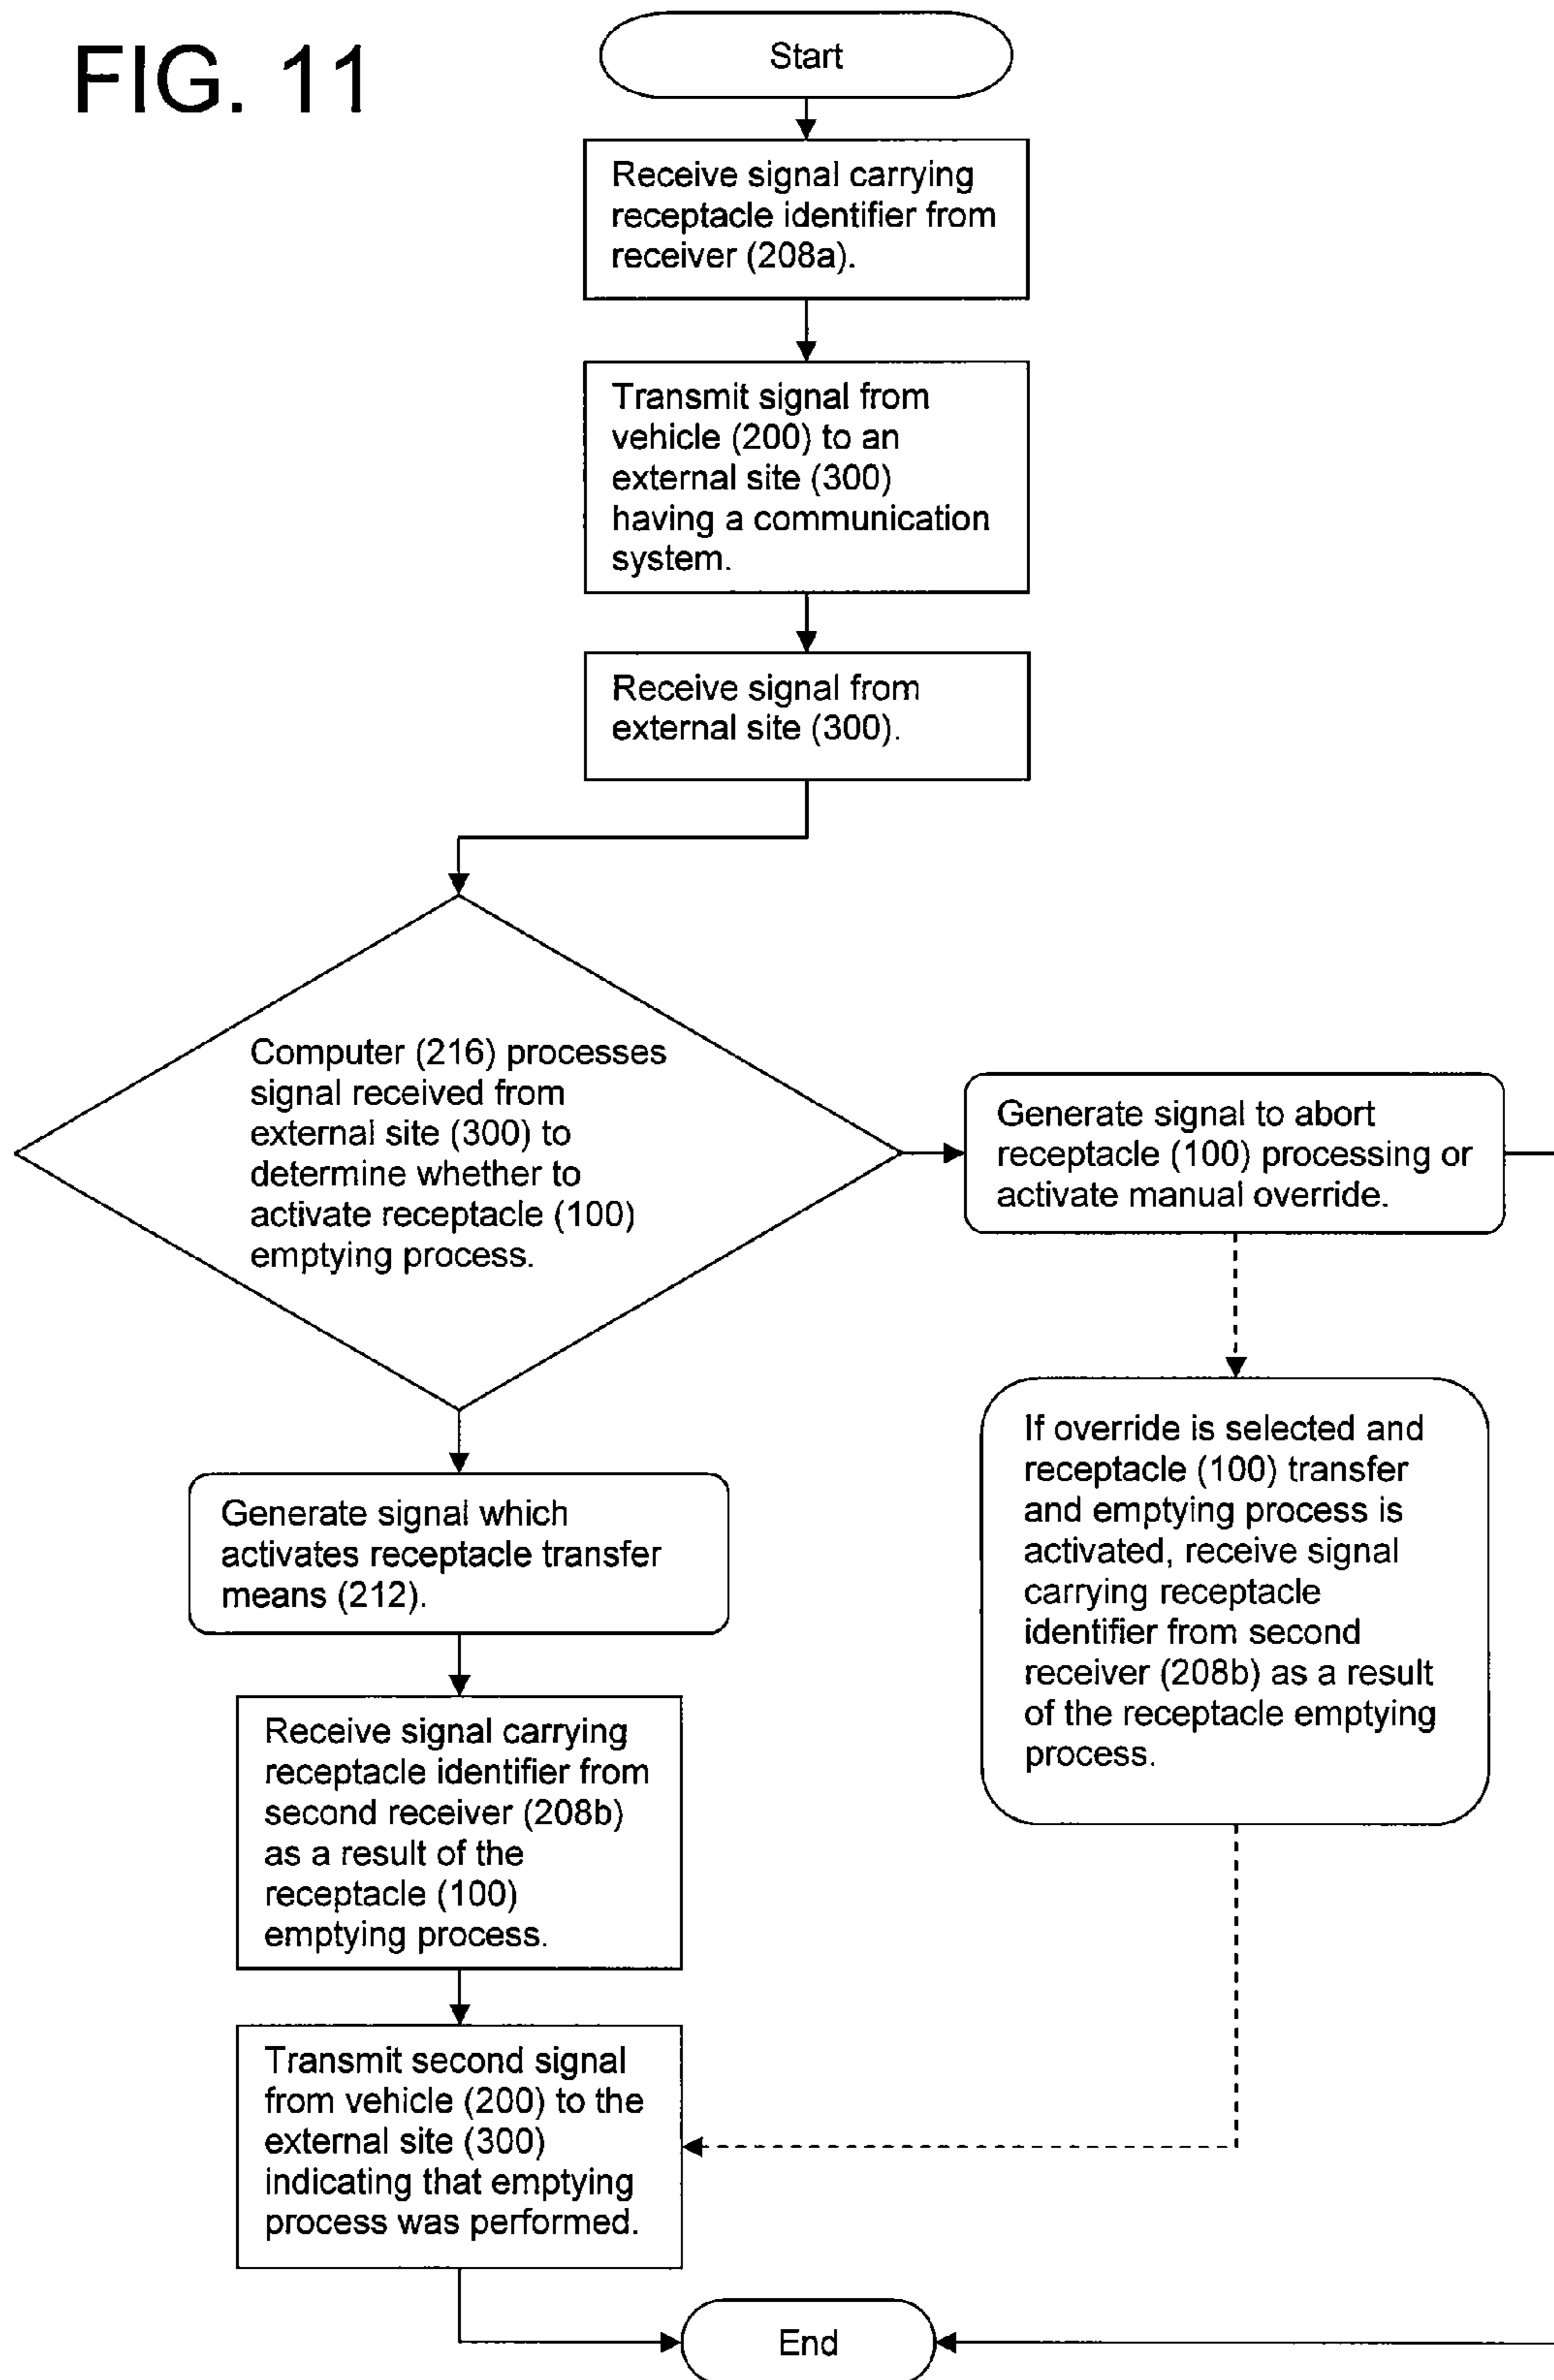 FIG. 11
Start
Receive signal carrying
receptacle identifier from
receiver (208a).
Transmit signal from
vehicle (200) to an
external site (300)
having a communication
system.
Receive signal from
external site (300).
Computer (216) processes
signal received from
external site (300) to
determine whether to
activate receptacle (100)
emptying process.
Generate signal to abort
receptacle (100) processing or
activate manual override.
If override is selected and
receptacle (100) transfer
and emptying process is
activated, receive signal
carrying receptacle
identifier from second
receiver (208b) as a result
of the receptacle emptying
process.
Generate signal which
activates receptacle transfer
means (212).
Receive signal carrying
receptacle identifier from
second receiver (208b)
as a result of the
receptacle (100)
emptying process.
Transmit second signal
from vehicle (200) to the
external site (300)
indicating that emptying
process was performed.
End